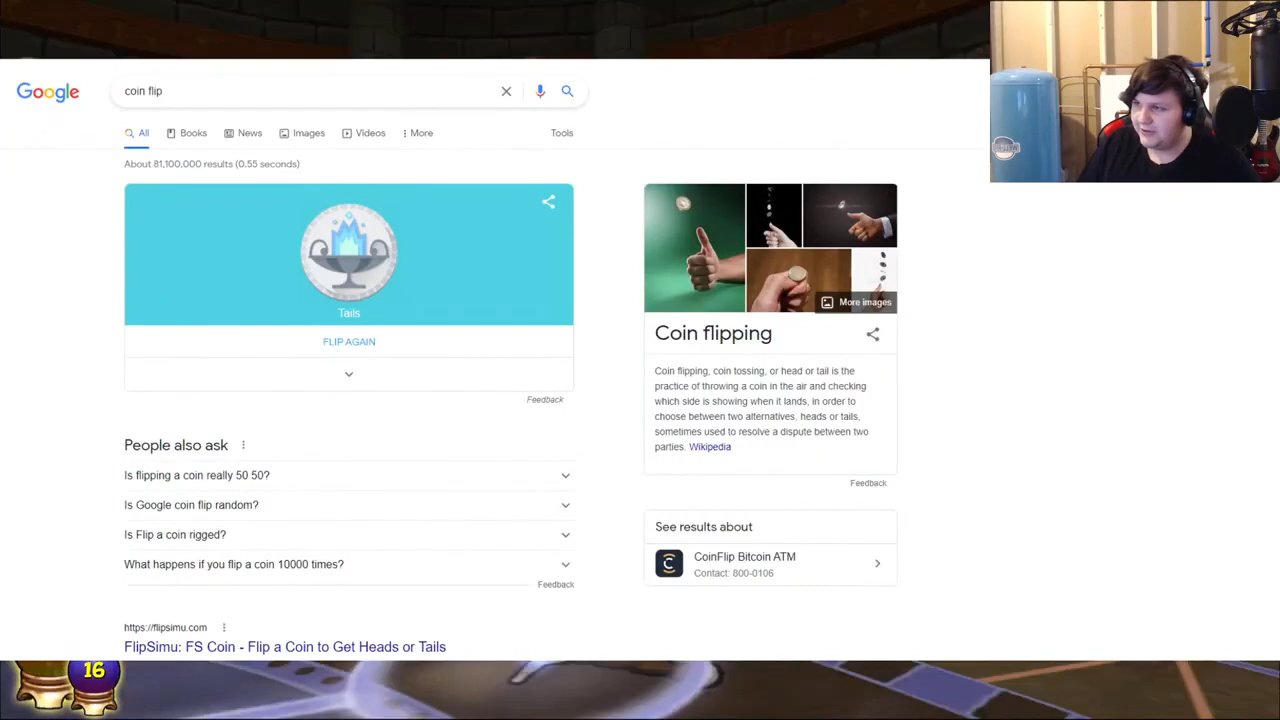 Google
coin flip
All
Books
News
Images
Videos
More
Tools
About 81,100,000 results (0.55 seconds)
Tails
FLIP AGAIN
Feedback
People also ask
Is flipping a coin really 50 50?
Is Google coin flip random?
Is Flip a coin rigged?
What happens if you flip a coin 10000 times?
Feedback
https://flipsimu.com
FlipSimu: FS Coin - Flip a Coin to Get Heads or Tails
More images
Coin flipping
Coin flipping, coin tossing, or head or tail is the
practice of throwing a coin in the air and checking
which side is showing when it lands, in order to
choose between two alternatives, heads or tails,
sometimes used to resolve a dispute between two
parties. Wikipedia
Feedback
See results about
CoinFlip Bitcoin ATM
Contact: 800-0106
16